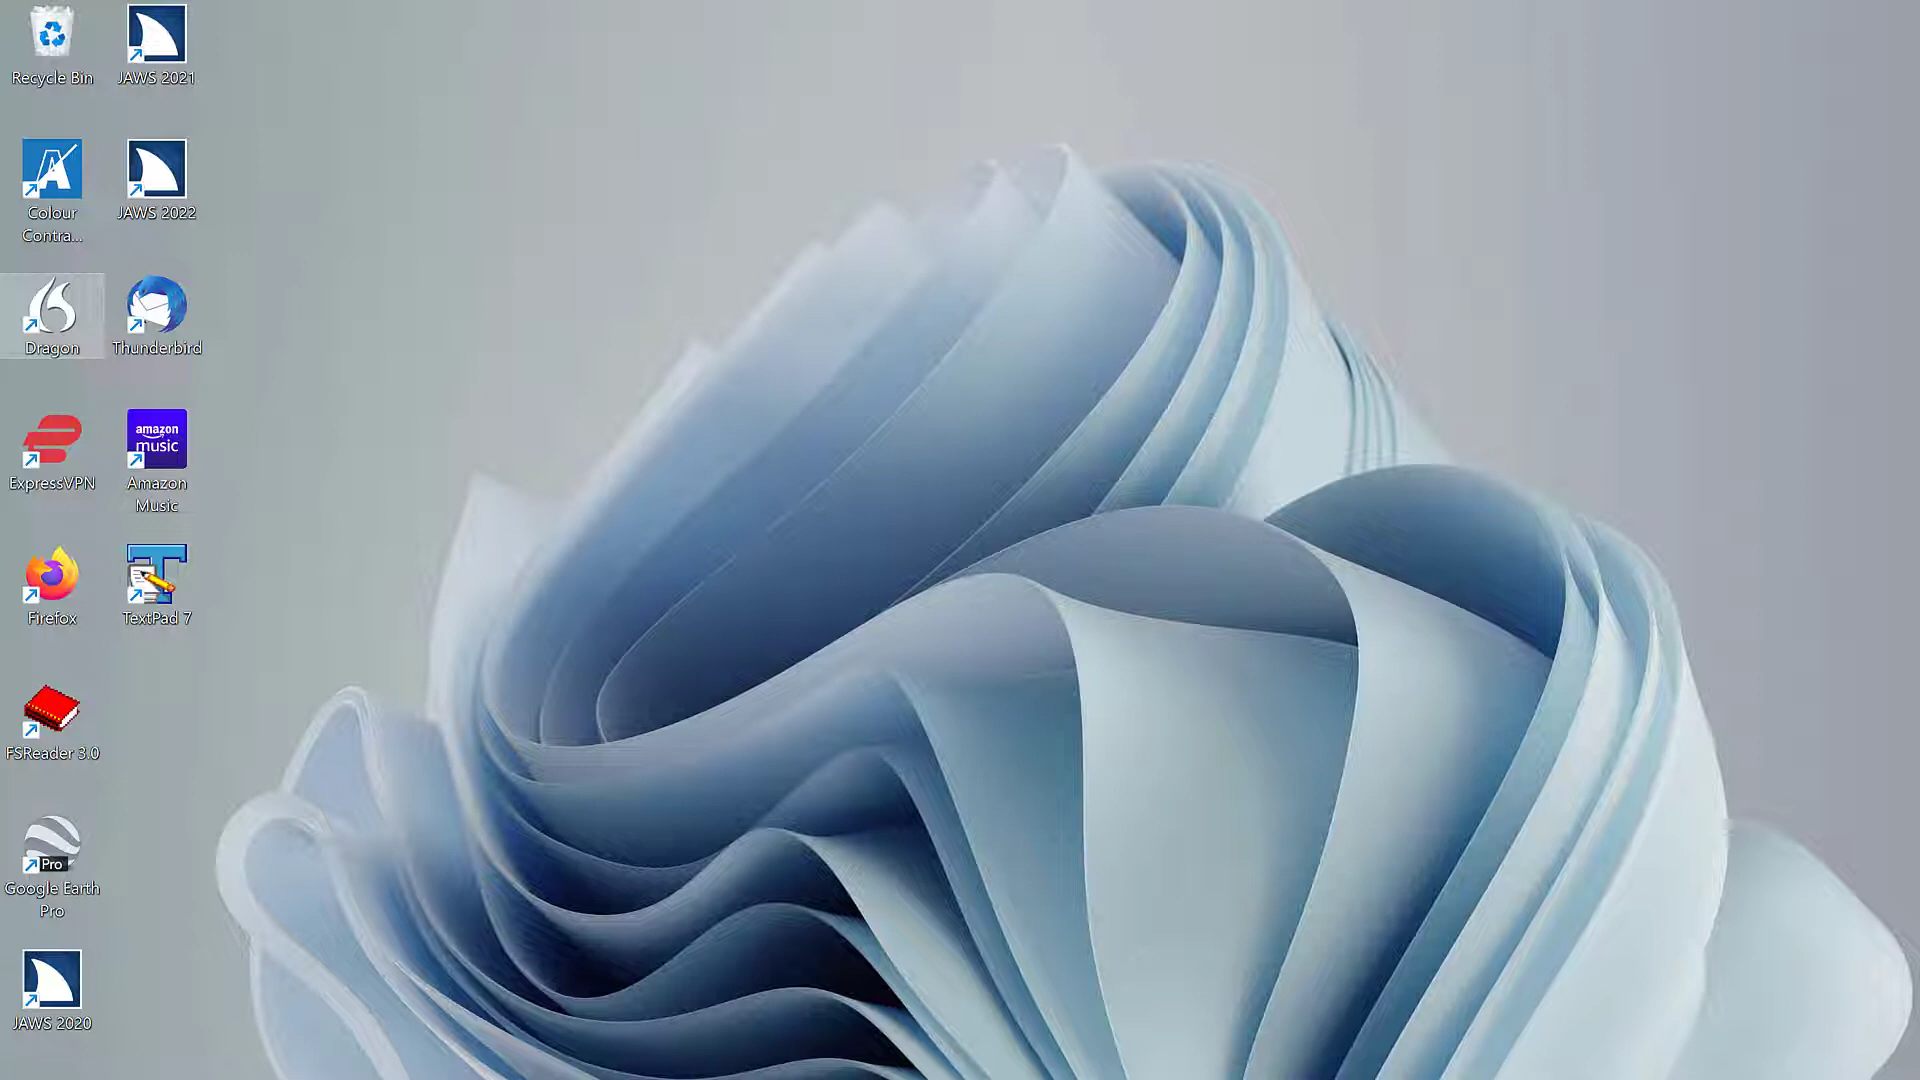 Recycle Bin
JAWS 2021
Colour
Contra...
JAWS 2022
Dragon
Thunderbird
ExpressVPN
amazon
music
Amazon
Music
Firefox
TextPad 7
FSReader 3.0
Pro
Google Earth
Pro
JAWS 2020